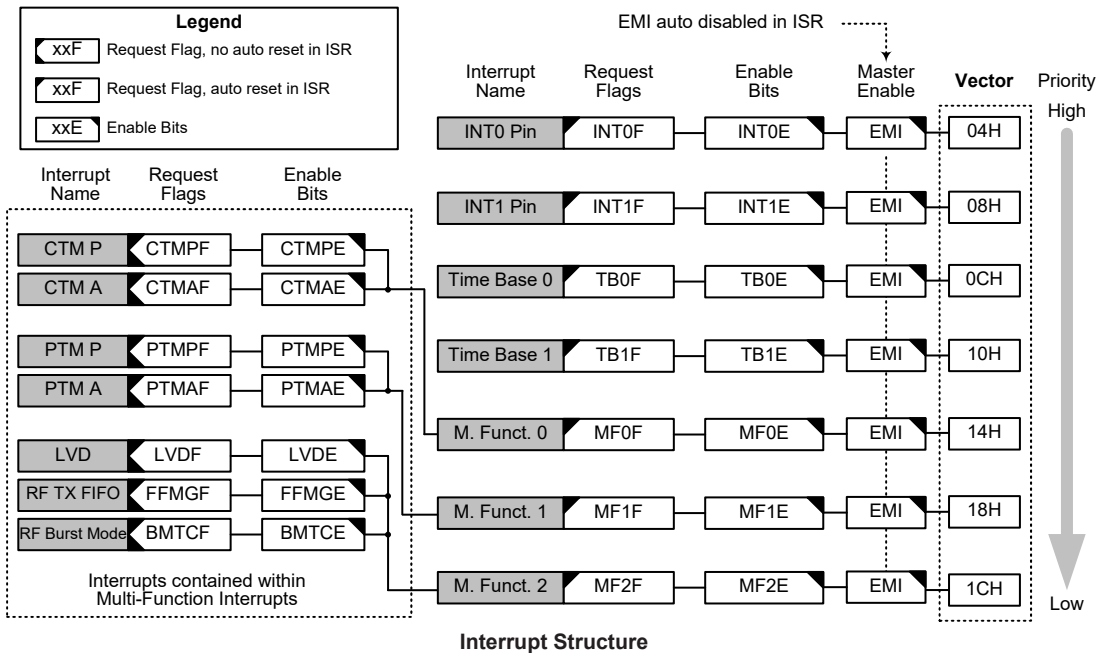 Legend
xxF Request Flag, no auto reset in ISR
xxF Request Flag, auto reset in ISR
xxE Enable Bits
EMI auto disabled in ISR
Interrupt Name Request Flags Enable Bits Master Enable Vector Priority
High
INT0 Pin INT0F INT0E EMI 04H
INT1 Pin INT1F INT1E EMI 08H
Time Base 0 TB0F TB0E EMI 0CH
Time Base 1 TB1F TB1E EMI 10H
M. Funct. 0 MF0F MF0E EMI 14H
M. Funct. 1 MF1F MF1E EMI 18H
M. Funct. 2 MF2F MF2E EMI 1CH
Low
Interrupt Name Request Flags Enable Bits
CTM P CTMPF CTMPE
CTM A CTMAF CTMAE
PTM P PTMPF PTMPE
PTM A PTMAF PTMAE
LVD LVDF LVDE
RF TX FIFO FFMGF FFMGE
RF Burst Mode BMTCF BMTCE
Interrupts contained within
Multi-Function Interrupts
Interrupt Structure